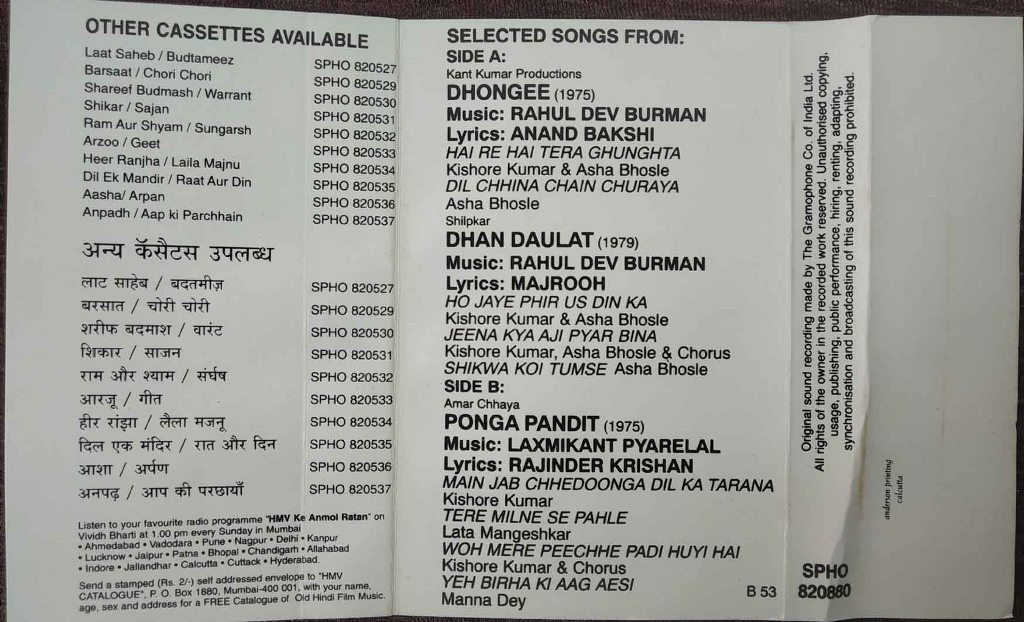 OTHER CASSETTES AVAILABLE
Laat Saheb / Budtameez SPHO 820527
Barsaat / Chori Chori SPHO 820529
Shareef Budmash / Warrant SPHO 820530
Shikar / Sajan SPHO 820531
Ram Aur Shyam / Sungarsh SPHO 820532
Arzoo / Geet SPHO 820533
Heer Ranjha / Laila Majnu SPHO 820534
Dil Ek Mandir / Raat Aur Din SPHO 820535
Aasha/ Arpan SPHO 820536
Anpadh / Aap ki Parchhain SPHO 820537
अन्य कॅसैटस उपलब्ध
लाट साहेब / बदतमीज़ SPHO 820527
बरसात / चोरी चोरी SPHO 820529
शरीफ बदमाश / वारंट SPHO 820530
शिकार / साजन SPHO 820531
राम और श्याम / संर्घष SPHO 820532
आरजू / गीत SPHO 820533
हीर रांझा / लैला मजनू SPHO 820534
दिल एक मंदिर / रात और दिन SPHO 820535
आशा / अर्पण SPHO 820536
अनपढ़ / आप की परछायाँ SPHO 820537
Listen to your favourite radio programme "HMV Ke Anmol Ratan" on
Vividh Bharti at 1.00 pm every Sunday in Mumbai
• Ahmedabad • Vadodara • Pune • Nagpur • Delhi • Kanpur
• Lucknow • Jaipur • Patna • Bhopal • Chandigarh • Allahabad
• Indore • Jallandhar • Calcutta • Cuttack • Hyderabad.
Send a stamped (Rs. 2/-) self addressed envelope to "HMV
CATALOGUE", P. O. Box 1880, Mumbai-400 001, with your name,
age, sex and address for a FREE Catalogue of Old Hindi Film Music.
SELECTED SONGS FROM:
SIDE A:
Kant Kumar Productions
DHONGEE (1975)
Music: RAHUL DEV BURMAN
Lyrics: ANAND BAKSHI
HAI RE HAI TERA GHUNGHTA
Kishore Kumar & Asha Bhosle
DIL CHHINA CHAIN CHURAYA
Asha Bhosle
Shilpkar
DHAN DAULAT (1979)
Music: RAHUL DEV BURMAN
Lyrics: MAJROOH
HO JAYE PHIR US DIN KA
Kishore Kumar & Asha Bhosle
JEENA KYA AJI PYAR BINA
Kishore Kumar, Asha Bhosle & Chorus
SHIKWA KOI TUMSE Asha Bhosle
SIDE B:
Amar Chhaya
PONGA PANDIT (1975)
Music: LAXMIKANT PYARELAL
Lyrics: RAJINDER KRISHAN
MAIN JAB CHHEDOONGA DIL KA TARANA
Kishore Kumar
TERE MILNE SE PAHLE
Lata Mangeshkar
WOH MERE PEECHHE PADI HUYI HAI
Kishore Kumar & Chorus
YEH BIRHA KI AAG AESI
Manna Dey
B 53
Original sound recording made by The Gramophone Co. of India Ltd.
All rights of the owner in the recorded work reserved. Unauthorised copying,
usage, publishing, public performance, hiring, renting, adapting,
synchronisation and broadcasting of this sound recording prohibited.
SPHO
820880
anderson printing
calcutta